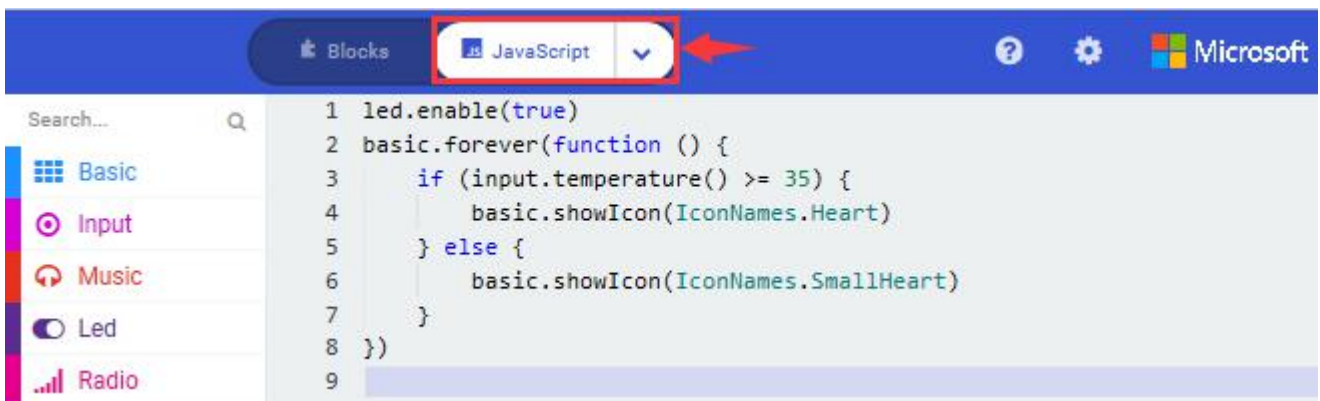 Blocks
JS JavaScript
Microsoft
Search...
Basic
Input
Music
Led
Radio
1 led.enable(true)
2 basic.forever(function () {
3     if (input.temperature() >= 35) {
4         basic.showIcon(IconNames.Heart)
5     } else {
6         basic.showIcon(IconNames.SmallHeart)
7     }
8 })
9